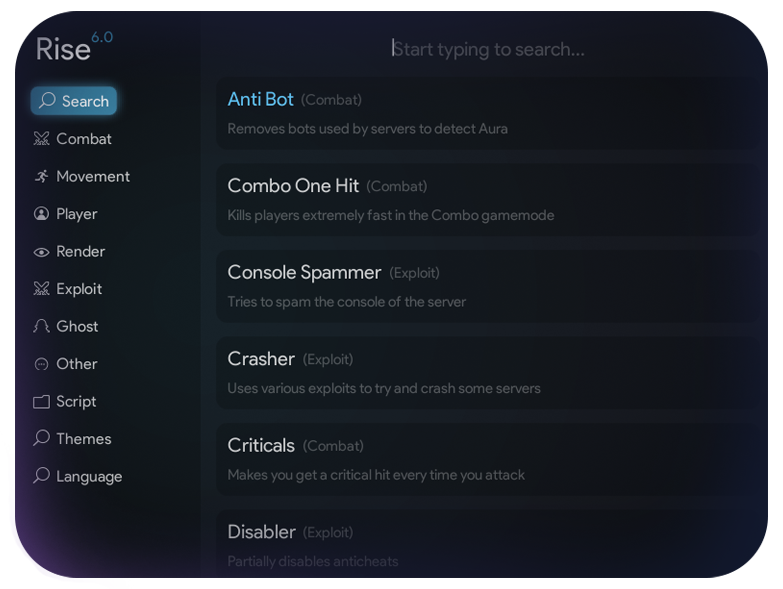 Rise 6.0
Start typing to search...
Search
Combat
Movement
Player
Render
Exploit
Ghost
Other
Script
Themes
Language
Anti Bot (Combat)
Removes bots used by servers to detect Aura
Combo One Hit (Combat)
Kills players extremely fast in the Combo gamemode
Console Spammer (Exploit)
Tries to spam the console of the server
Crasher (Exploit)
Uses various exploits to try and crash some servers
Criticals (Combat)
Makes you get a critical hit every time you attack
Disabler (Exploit)
Partially disables anticheats